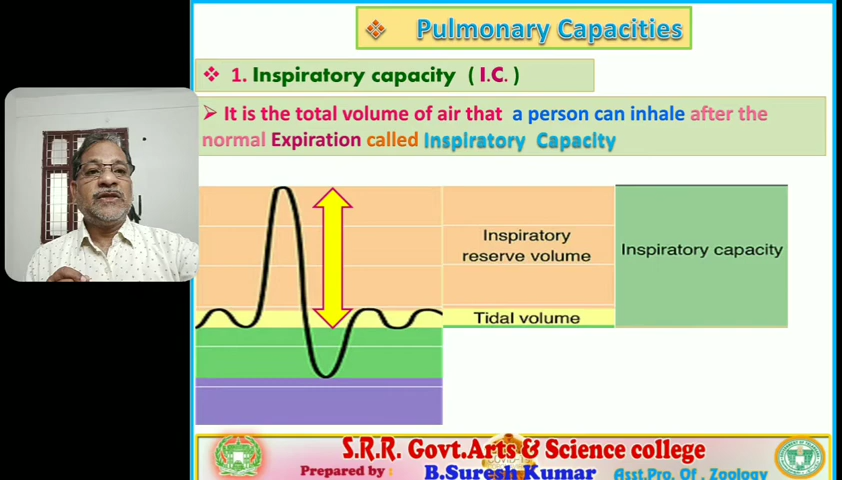 Pulmonary Capacities
1. Inspiratory capacity ( I.C. )
It is the total volume of air that a person can inhale after the
normal Expiration called Inspiratory Capacity
Inspiratory
reserve volume
Inspiratory capacity
Tidal volume
S.R.R. Govt.Arts & Science college
Prepared by : B.Suresh Kumar Asst.Pro. Of . Zoology